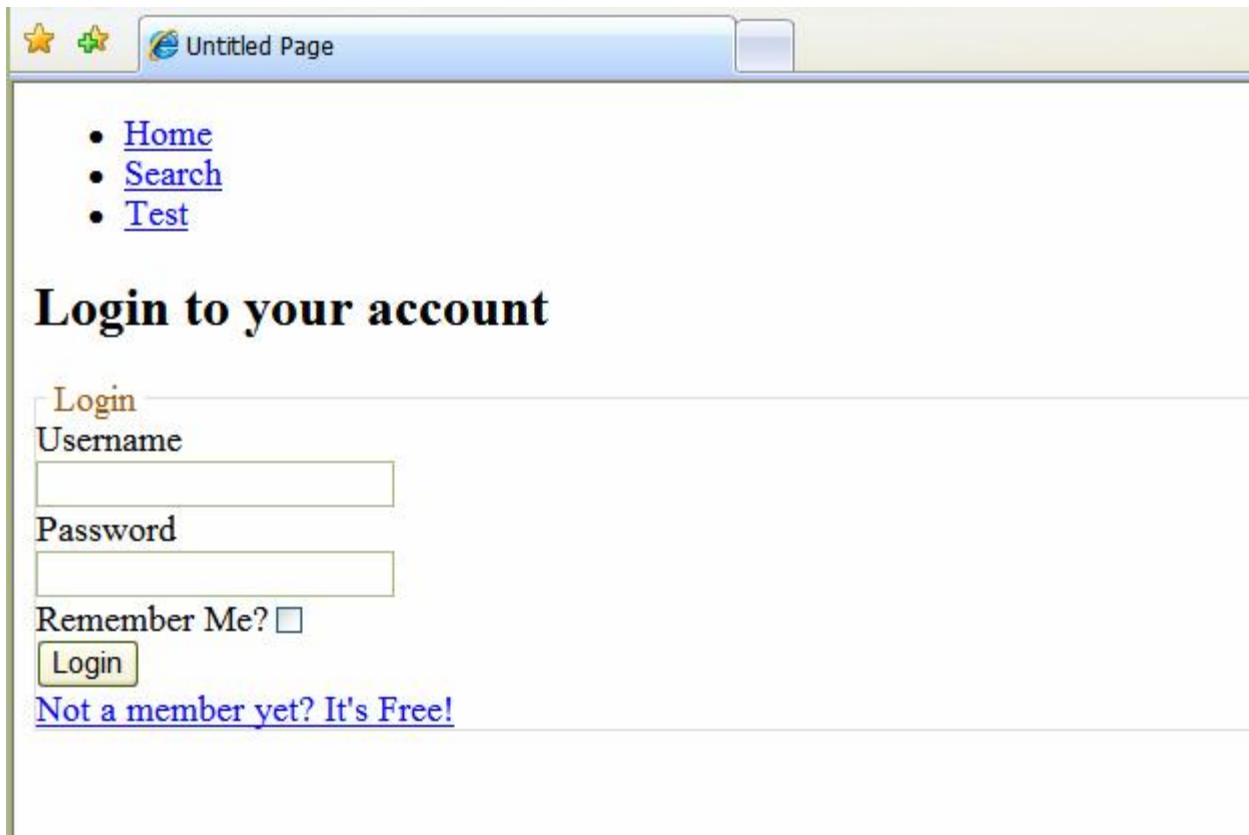 Untitled Page
Home
Search
Test
Login to your account
Login
Username
Password
Remember Me?
Login
Not a member yet? It's Free!